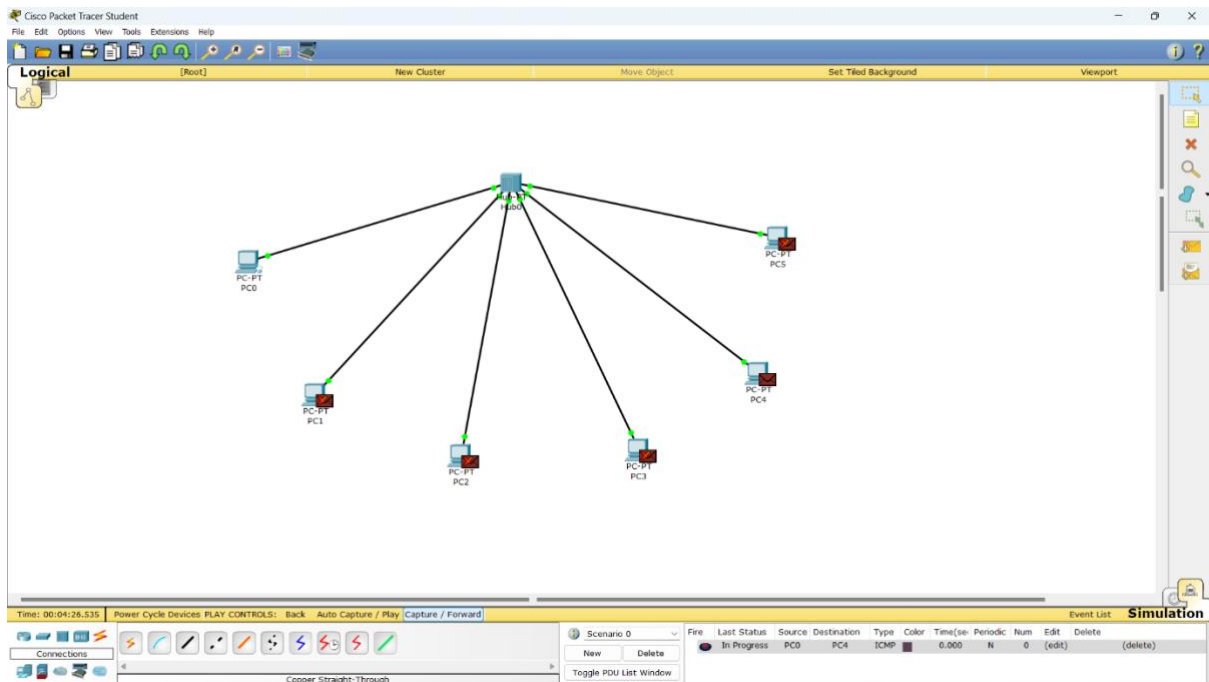 Cisco Packet Tracer Student
File Edit Options View Tools Extensions Help
Logical [Root] New Cluster Move Object Set Tiled Background Viewport
Hub-PT
Hub0
PC-PT
PC5
PC-PT
PC0
PC-PT
PC4
PC-PT
PC1
PC-PT
PC3
PC-PT
PC2
Time: 00:04:26.535 Power Cycle Devices PLAY CONTROLS: Back Auto Capture / Play Capture / Forward Event List Simulation
Scenario 0 Fire Last Status Source Destination Type Color Time(se Periodic Num Edit Delete
In Progress PC0 PC4 ICMP 0.000 N 0 (edit) (delete)
Connections New Delete
Toggle PDU List Window
Copper Straight-Through